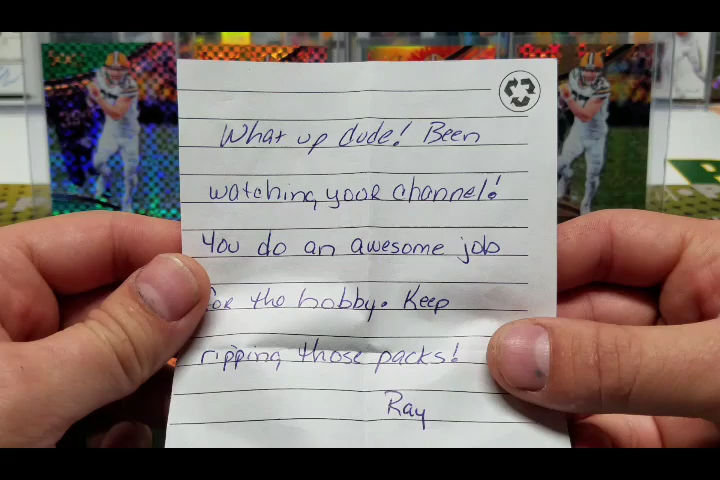 What up dude! Been
watching your channel!
You do an awesome job
for the hobby. Keep
ripping those packs!
Ray